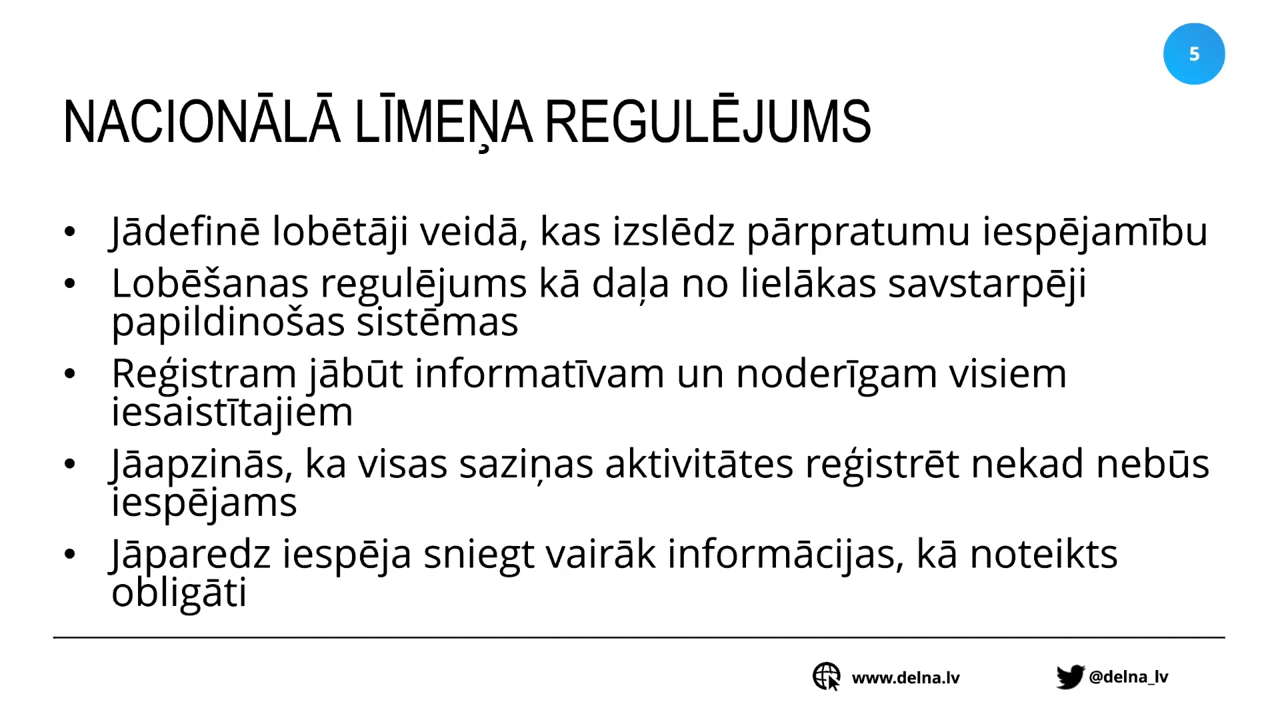 5
NACIONĀLĀ LĪMEŅA REGULĒJUMS
• Jādefinē lobētāji veidā, kas izslēdz pārpratumu iespējamību
• Lobēšanas regulējums kā daļa no lielākas savstarpēji
papildinošas sistēmas
• Reģistram jābūt informatīvam un noderīgam visiem
iesaistītajiem
• Jāapzinās, ka visas saziņas aktivitātes reģistrēt nekad nebūs
iespējams
• Jāparedz iespēja sniegt vairāk informācijas, kā noteikts
obligāti
www.delna.lv @delna_lv